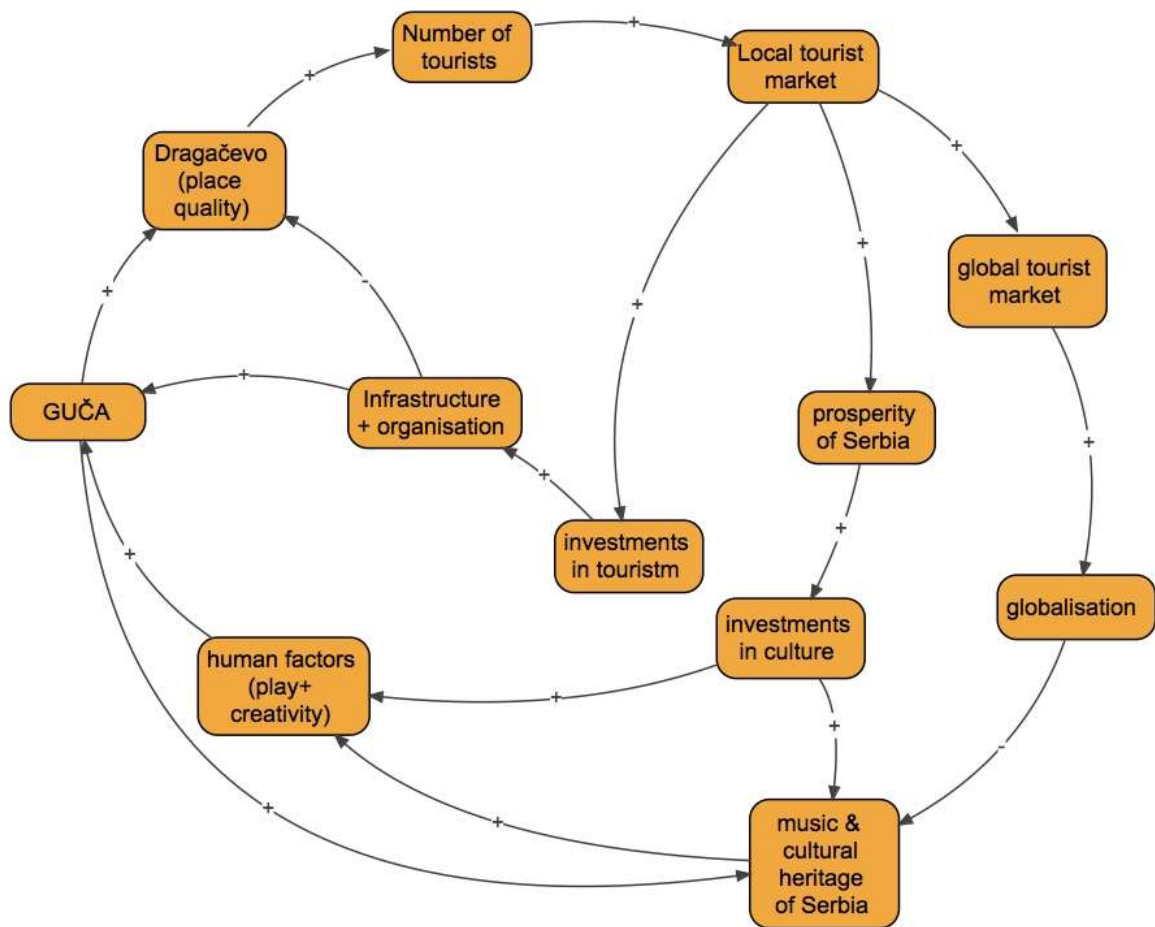 Number of
tourists
+
Local tourist
market
+
Dragačevo
(place
quality)
+
+
+
-
+
global tourist
market
+
GUČA
+
Infrastructure
+ organisation
prosperity
of Serbia
+
+
+
investments
in touristm
+
globalisation
investments
in culture
human factors
(play+
creativity)
+
+
-
+
+
music &
cultural
heritage
of Serbia